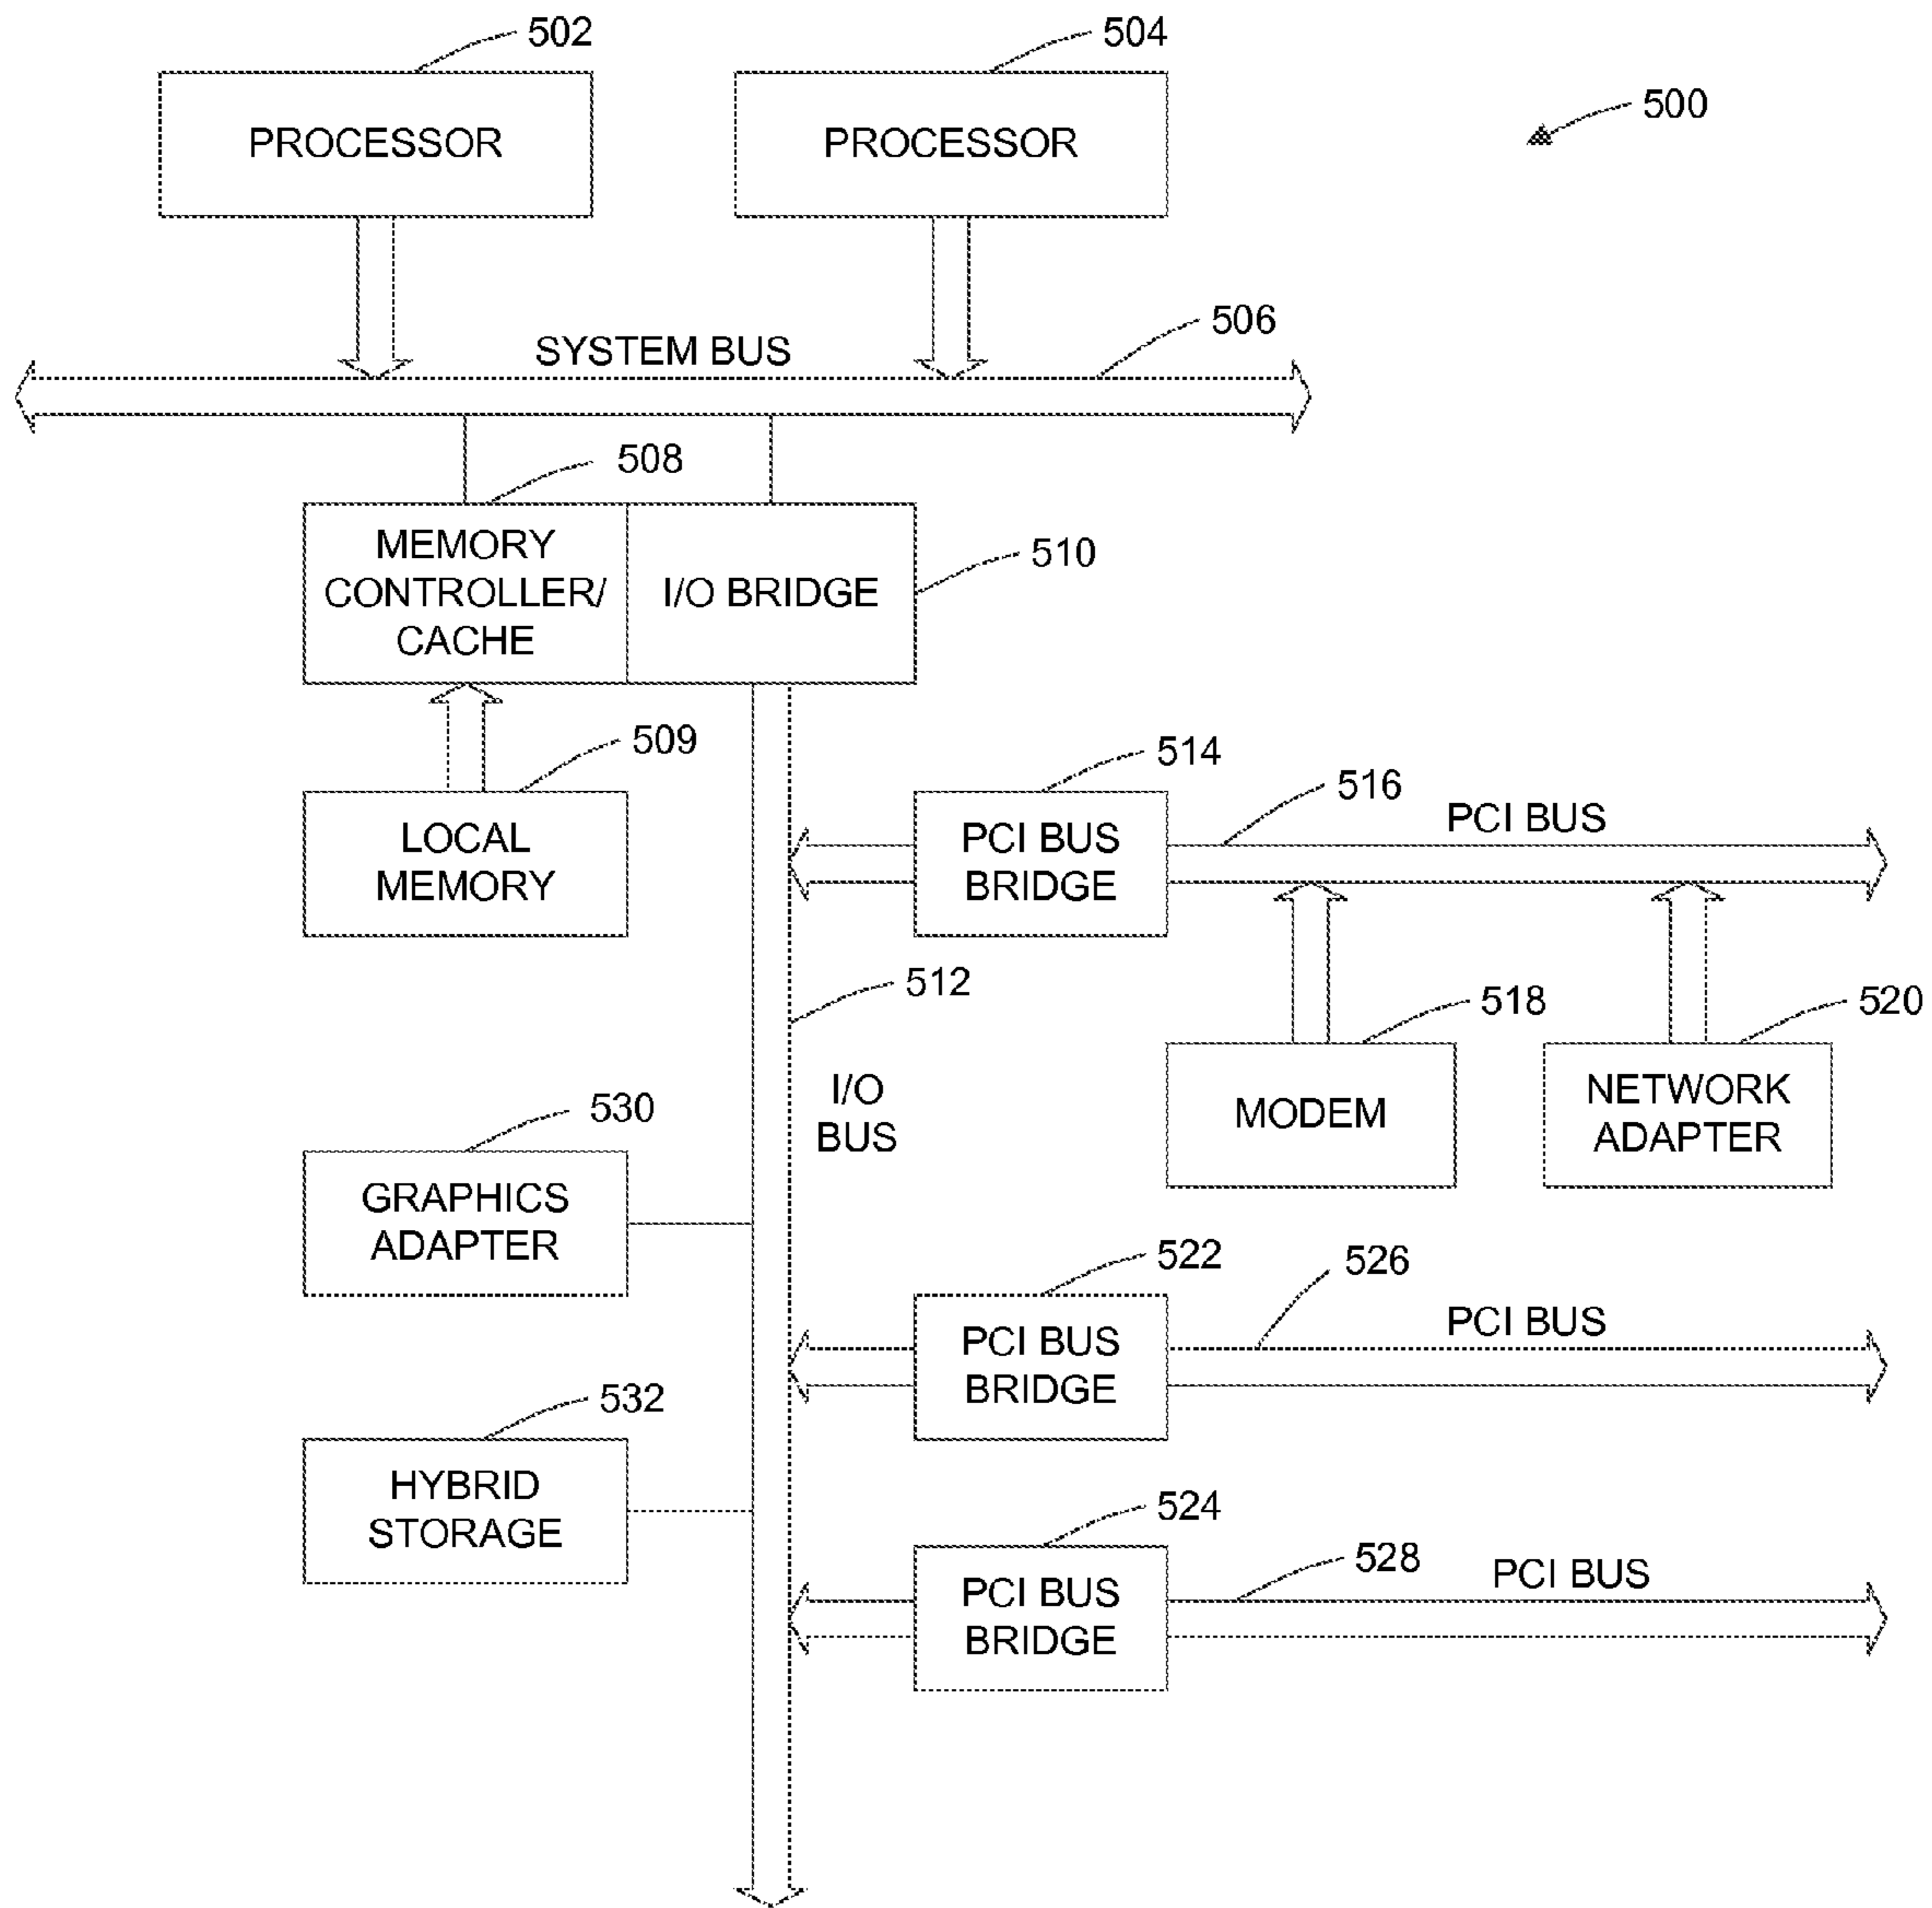 502
504
500
PROCESSOR
PROCESSOR
506
SYSTEM BUS
508
510
MEMORY
CONTROLLER/
CACHE
I/O BRIDGE
509
514
516
PCI BUS
LOCAL
MEMORY
PCI BUS
BRIDGE
512
518
520
I/O
BUS
MODEM
NETWORK
ADAPTER
530
GRAPHICS
ADAPTER
522
526
PCI BUS
PCI BUS
BRIDGE
532
HYBRID
STORAGE
524
528
PCI BUS
PCI BUS
BRIDGE